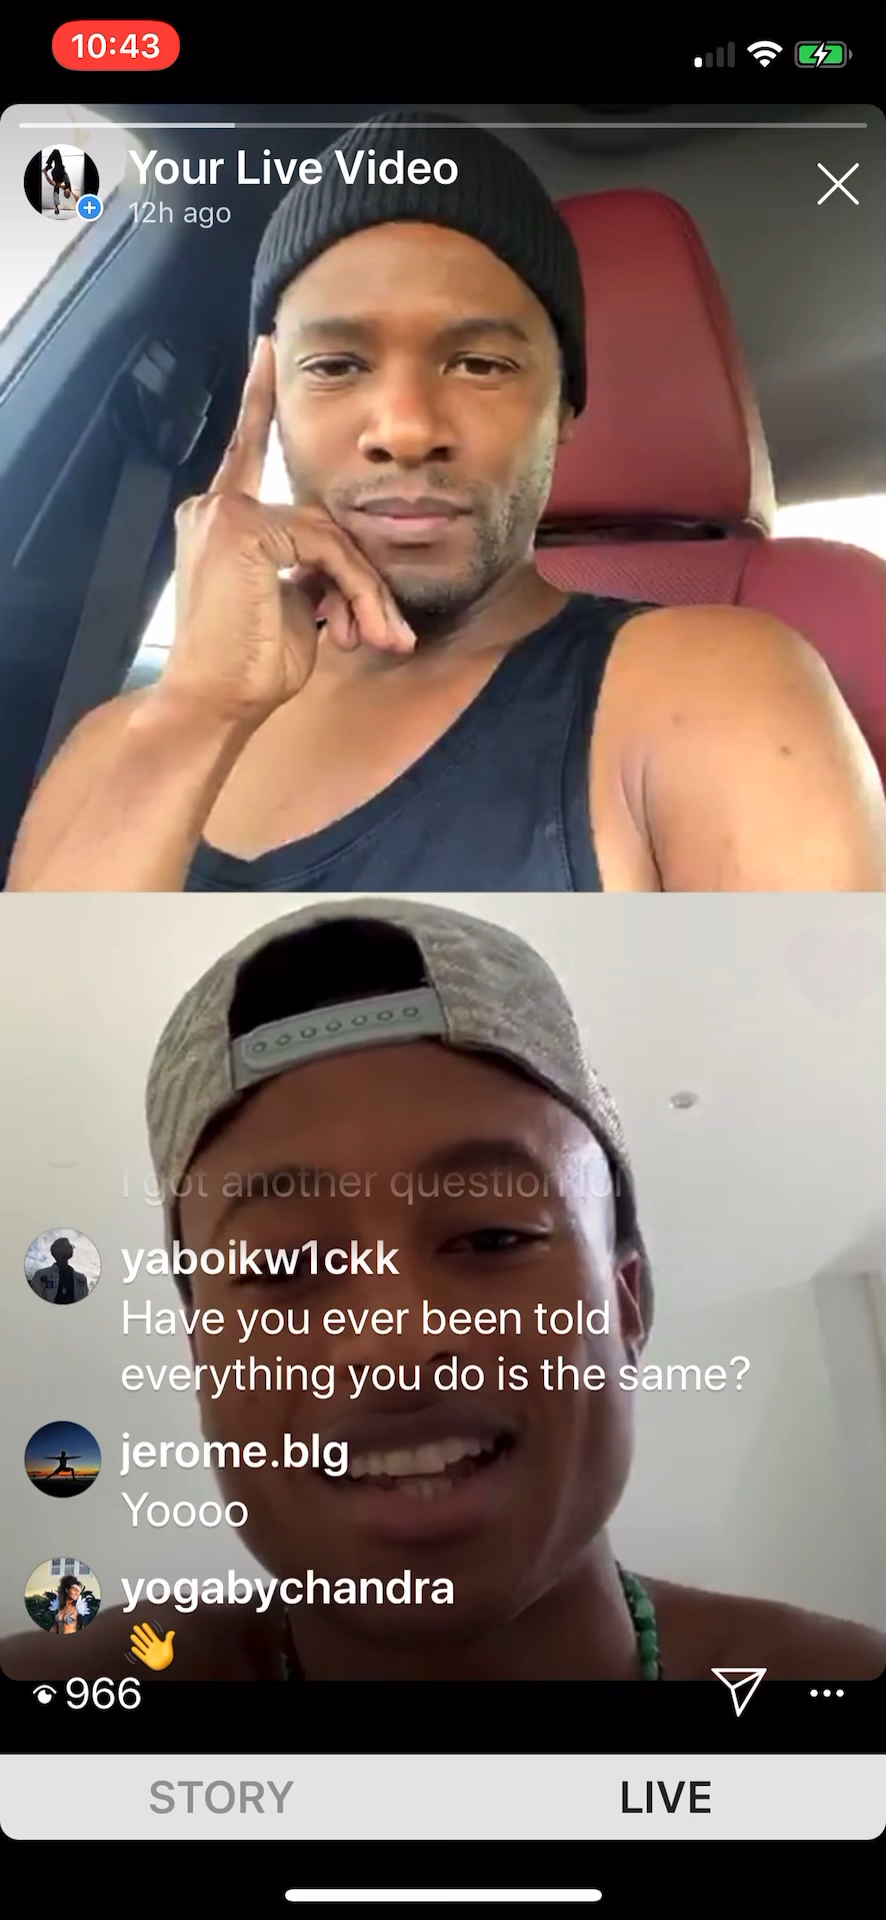 10:43
Your Live Video
12h ago
I got another question lol
yaboikw1ckk
Have you ever been told
everything you do is the same?
jerome.blg
Yoooo
yogabychandra
👋
966
STORY
LIVE